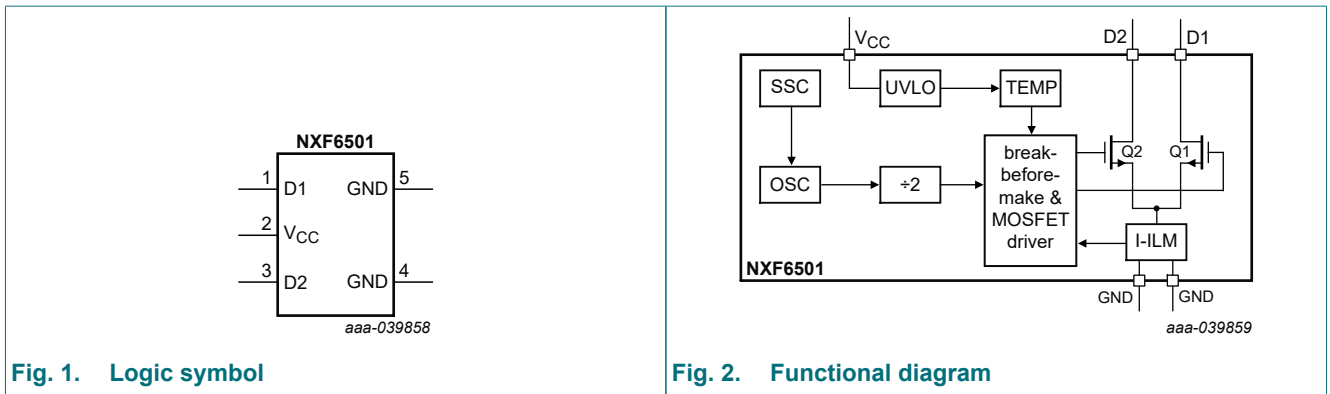 NXF6501
1 D1 GND 5
2 VCC
3 D2 GND 4
aaa-039858
Fig. 1. Logic symbol
VCC D2 D1
SSC UVLO TEMP
break-
before-
make &
MOSFET
driver
Q2 Q1
OSC ÷2
I-ILM
NXF6501
GND GND
aaa-039859
Fig. 2. Functional diagram